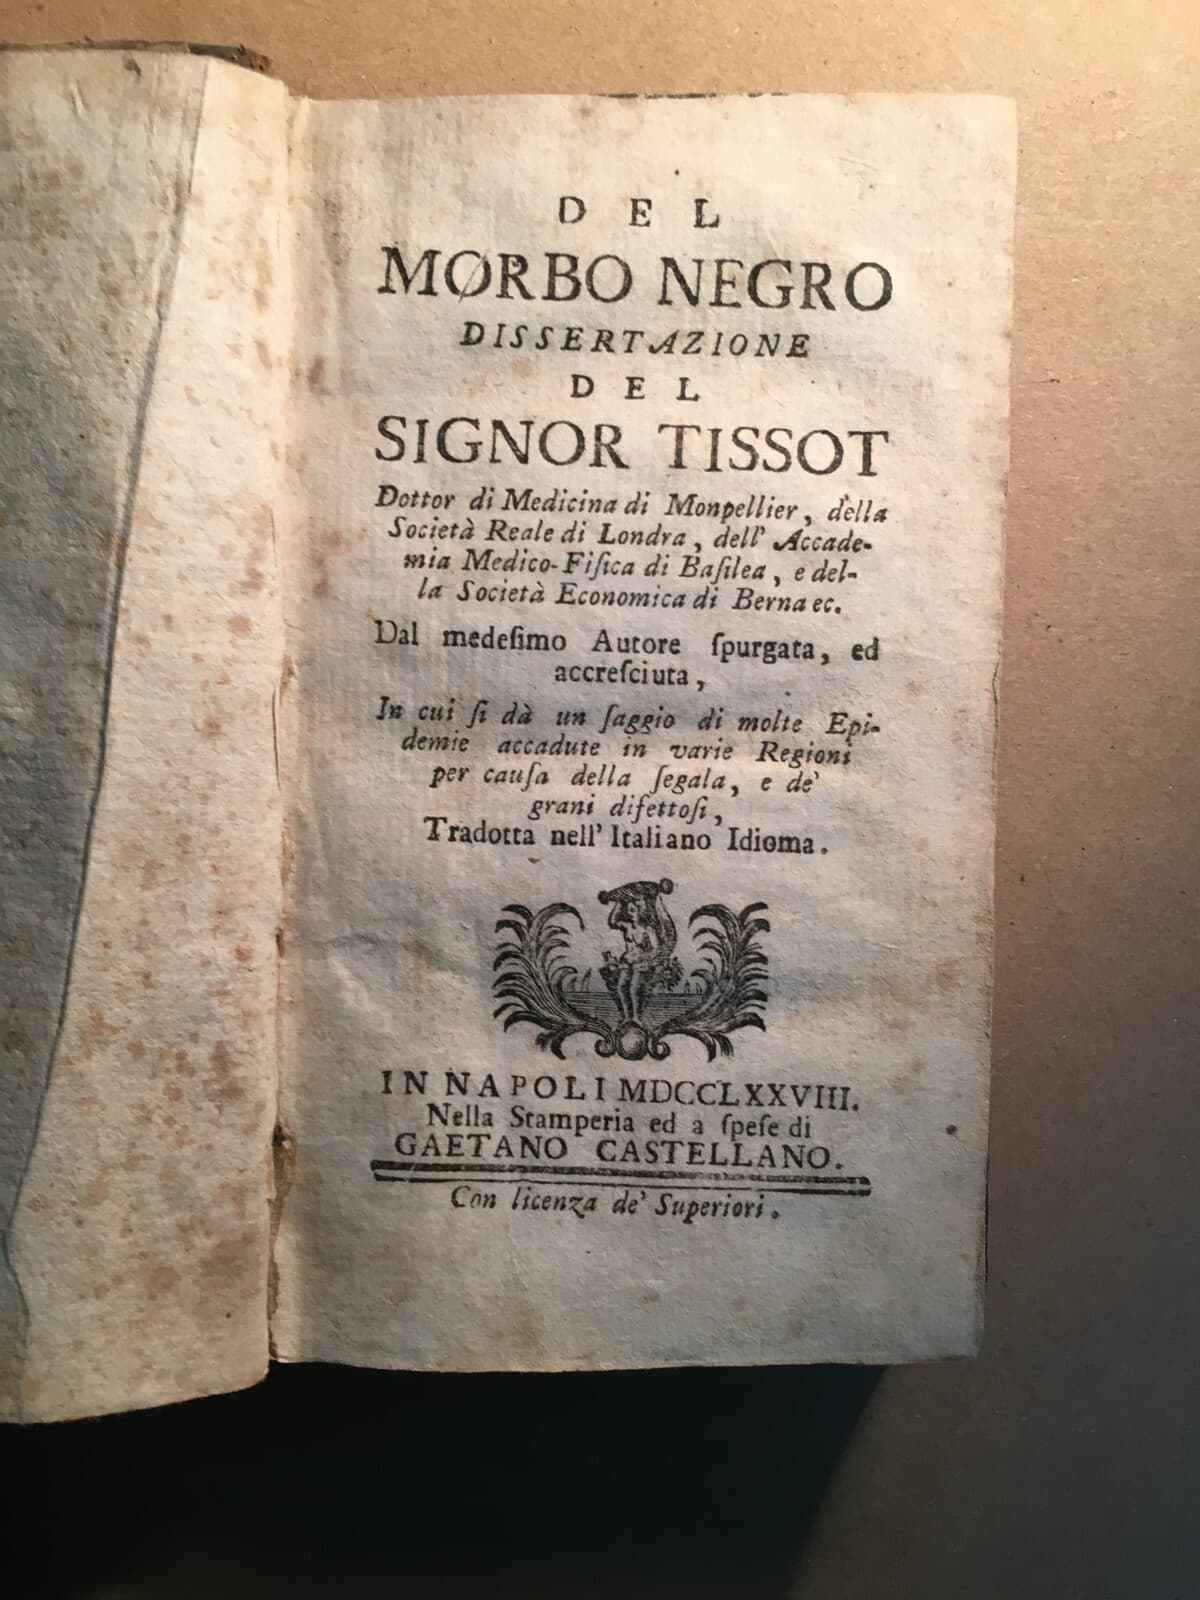 DEL
MORBO NEGRO
DISSERTAZIONE
DEL
SIGNOR TISSOT
Dottor di Medicina di Monpellier, della
Società Reale di Londra, dell' Accade-
mia Medico-Fiſica di Baſilea, e del-
la Società Economica di Berna ec.
Dal medeſimo Autore ſpurgata, ed
accreſciuta,
In cui ſi dà un ſaggio di molte Epi-
demie accadute in varie Regioni
per cauſa della ſegala, e de'
grani difettoſi,
Tradotta nell' Italiano Idioma.
IN NAPOLI MDCCLXXVIII.
Nella Stamperia ed a ſpeſe di
GAETANO CASTELLANO.
Con licenza de' Superiori.